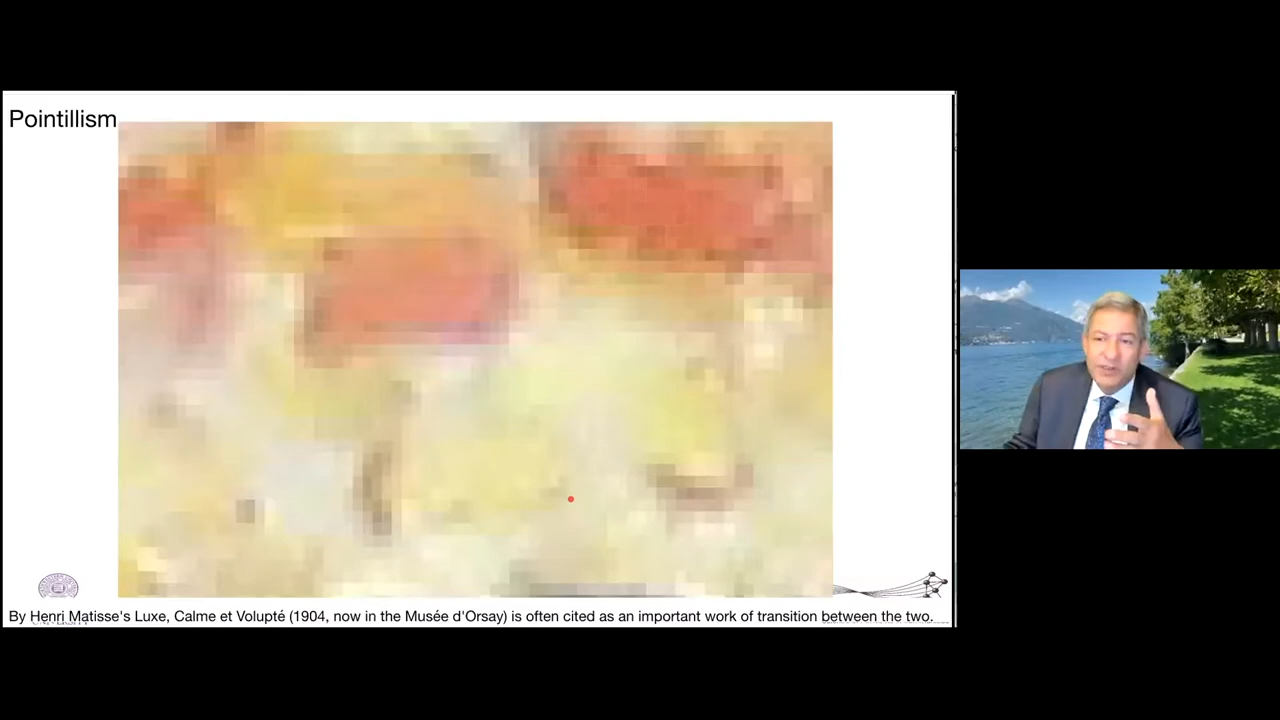 Pointillism
By Henri Matisse's Luxe, Calme et Volupté (1904, now in the Musée d'Orsay) is often cited as an important work of transition between the two.